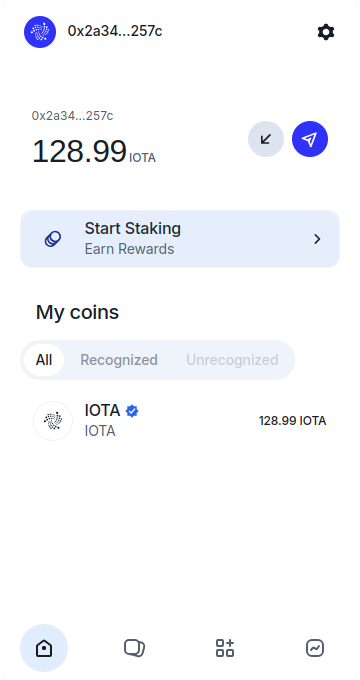 0x2a34...257c
0x2a34...257c
128.99 IOTA
Start Staking
Earn Rewards
My coins
All Recognized Unrecognized
IOTA
IOTA
128.99 IOTA